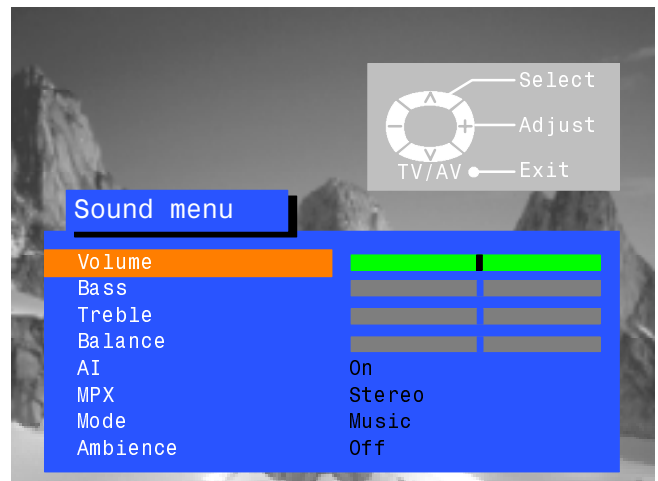 Select
Adjust
TV/AV Exit
Sound menu
Volume
Bass
Treble
Balance
AI On
MPX Stereo
Mode Music
Ambience Off